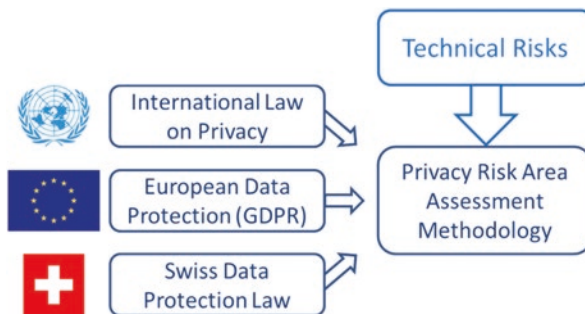 Technical Risks
International Law
on Privacy
European Data
Protection (GDPR)
Swiss Data
Protection Law
Privacy Risk Area
Assessment
Methodology